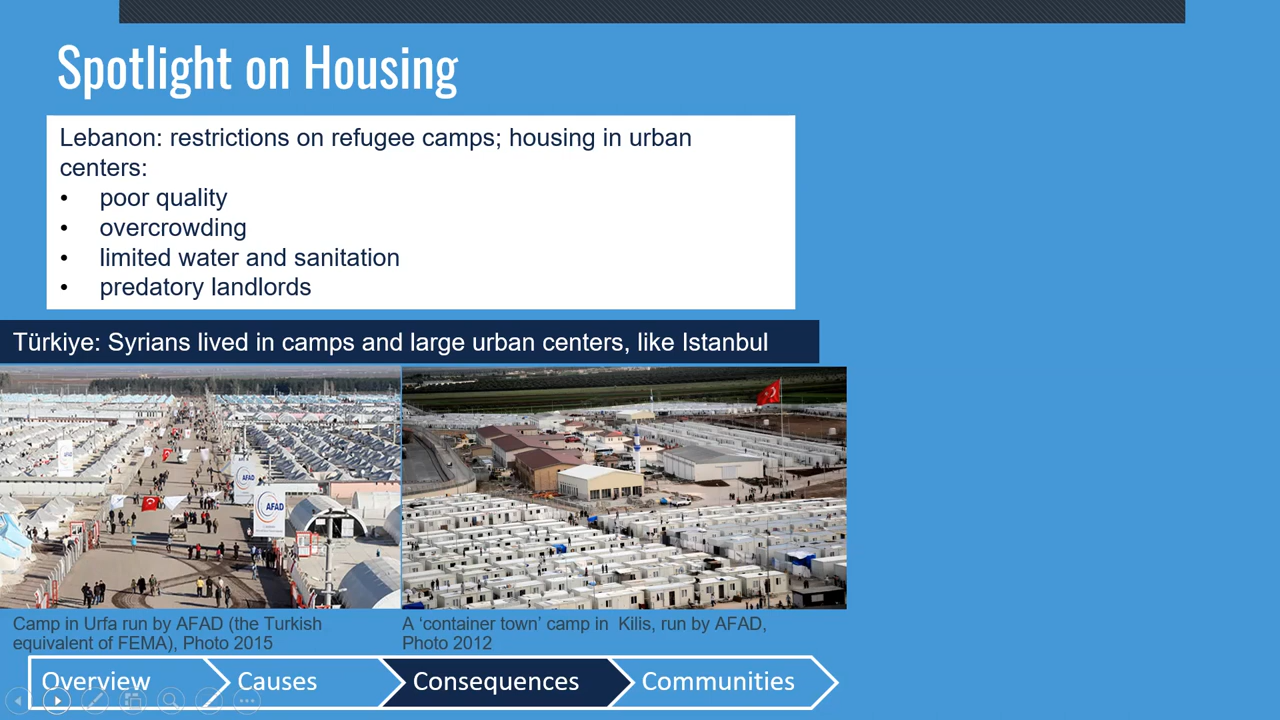 Spotlight on Housing
Lebanon: restrictions on refugee camps; housing in urban
centers:
• poor quality
• overcrowding
• limited water and sanitation
• predatory landlords
Türkiye: Syrians lived in camps and large urban centers, like Istanbul
AFAD
AFAD
Camp in Urfa run by AFAD (the Turkish
equivalent of FEMA), Photo 2015
A ‘container town’ camp in Kilis, run by AFAD,
Photo 2012
Overview
Causes
Consequences
Communities